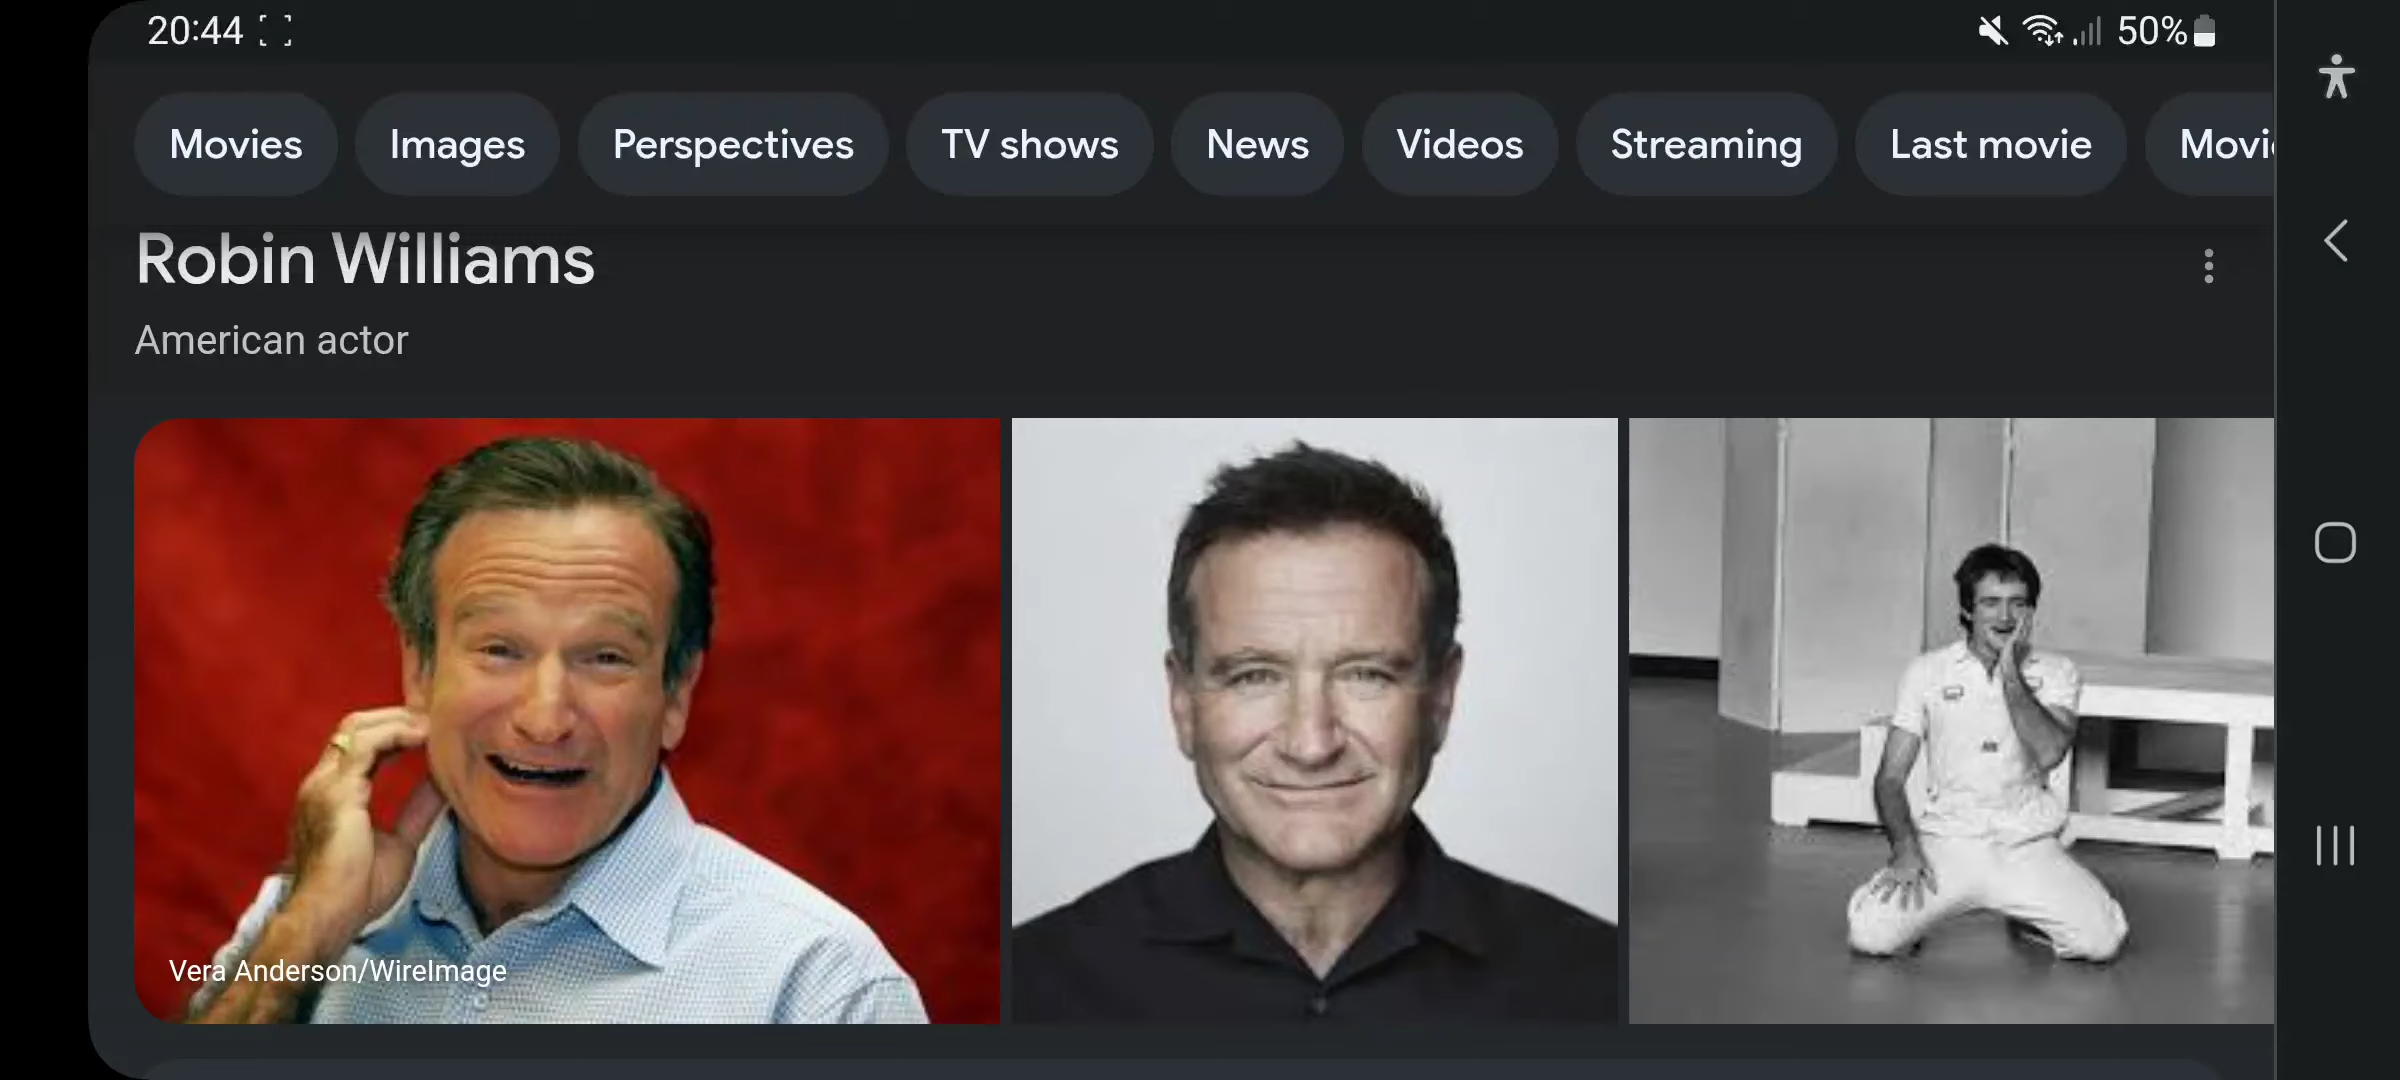 20:44 50%
Movies Images Perspectives TV shows News Videos Streaming Last movie Movi
Robin Williams
American actor
Vera Anderson/WireImage